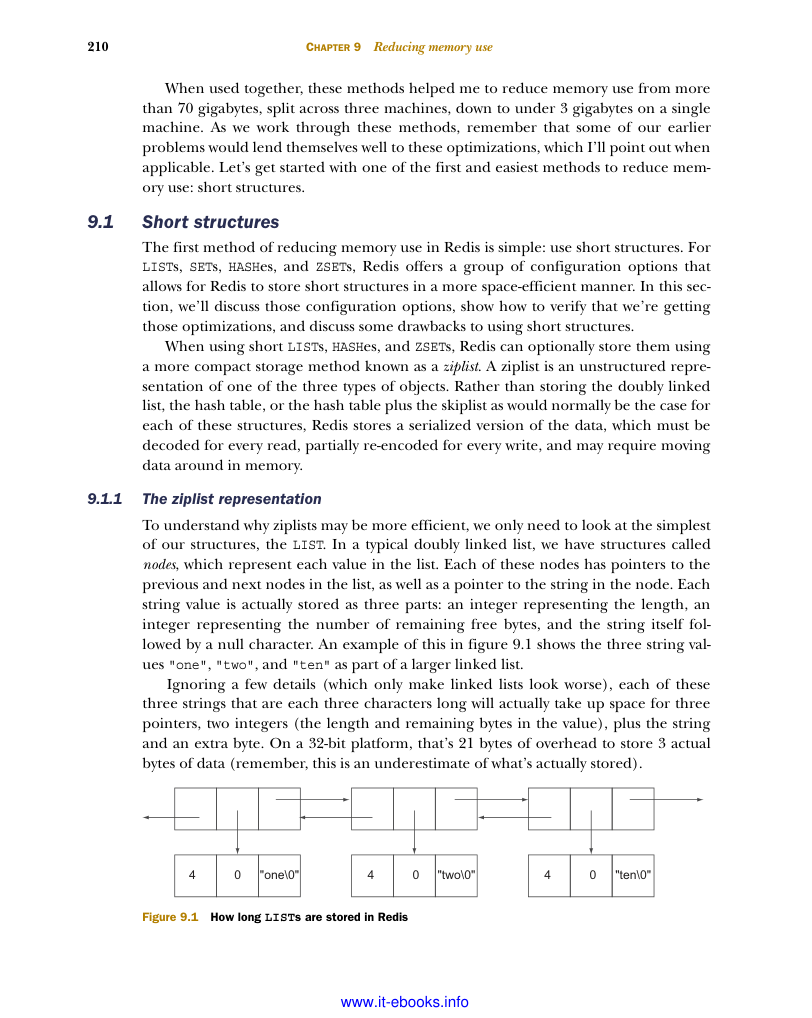 210
CHAPTER 9 Reducing memory use
When used together, these methods helped me to reduce memory use from more
than 70 gigabytes, split across three machines, down to under 3 gigabytes on a single
machine. As we work through these methods, remember that some of our earlier
problems would lend themselves well to these optimizations, which I'll point out when
applicable. Let's get started with one of the first and easiest methods to reduce mem-
ory use: short structures.
9.1 Short structures
The first method of reducing memory use in Redis is simple: use short structures. For
LISTs, SETs, HASHes, and ZSETs, Redis offers a group of configuration options that
allows for Redis to store short structures in a more space-efficient manner. In this sec-
tion, we'll discuss those configuration options, show how to verify that we're getting
those optimizations, and discuss some drawbacks to using short structures.
When using short LISTs, HASHes, and ZSETs, Redis can optionally store them using
a more compact storage method known as a ziplist. A ziplist is an unstructured repre-
sentation of one of the three types of objects. Rather than storing the doubly linked
list, the hash table, or the hash table plus the skiplist as would normally be the case for
each of these structures, Redis stores a serialized version of the data, which must be
decoded for every read, partially re-encoded for every write, and may require moving
data around in memory.
9.1.1 The ziplist representation
To understand why ziplists may be more efficient, we only need to look at the simplest
of our structures, the LIST. In a typical doubly linked list, we have structures called
nodes, which represent each value in the list. Each of these nodes has pointers to the
previous and next nodes in the list, as well as a pointer to the string in the node. Each
string value is actually stored as three parts: an integer representing the length, an
integer representing the number of remaining free bytes, and the string itself fol-
lowed by a null character. An example of this in figure 9.1 shows the three string val-
ues "one", "two", and "ten" as part of a larger linked list.
Ignoring a few details (which only make linked lists look worse), each of these
three strings that are each three characters long will actually take up space for three
pointers, two integers (the length and remaining bytes in the value), plus the string
and an extra byte. On a 32-bit platform, that's 21 bytes of overhead to store 3 actual
bytes of data (remember, this is an underestimate of what's actually stored).
4 0 "one\0" 4 0 "two\0" 4 0 "ten\0"
Figure 9.1 How long LISTs are stored in Redis
www.it-ebooks.info